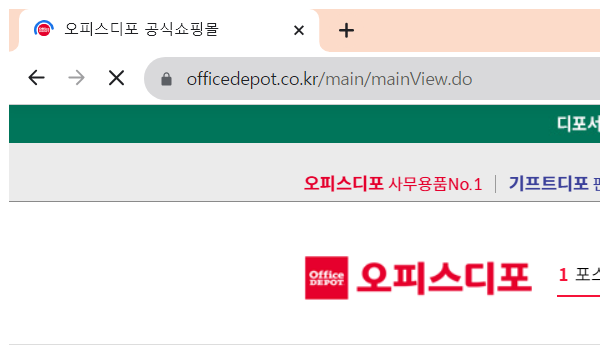 오피스디포 공식쇼핑몰
officedepot.co.kr/main/mainView.do
디포서
오피스디포 사무용품No.1 기프트디포
Office DEPOT 오피스디포 1 포스